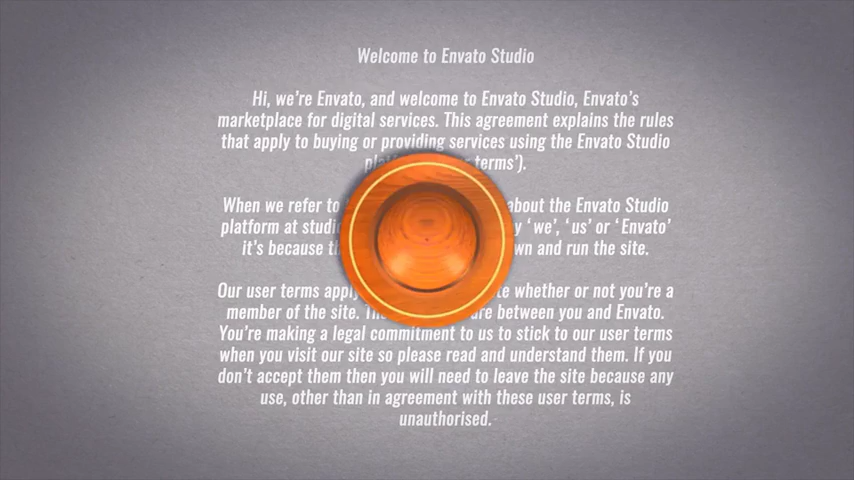 Welcome to Envato Studio
Hi, we’re Envato, and welcome to Envato Studio, Envato’s
marketplace for digital services. This agreement explains the rules
that apply to buying or providing services using the Envato Studio
terms’).
When we refer to about the Envato Studio
platform at ‘we’, ‘us’ or ‘Envato’
it’s because and run the site.
Our user terms apply whether or not you’re a
member of the site. between you and Envato.
You’re making a legal commitment to us to stick to our user terms
when you visit our site so please read and understand them. If you
don’t accept them then you will need to leave the site because any
use, other than in agreement with these user terms, is
unauthorised.